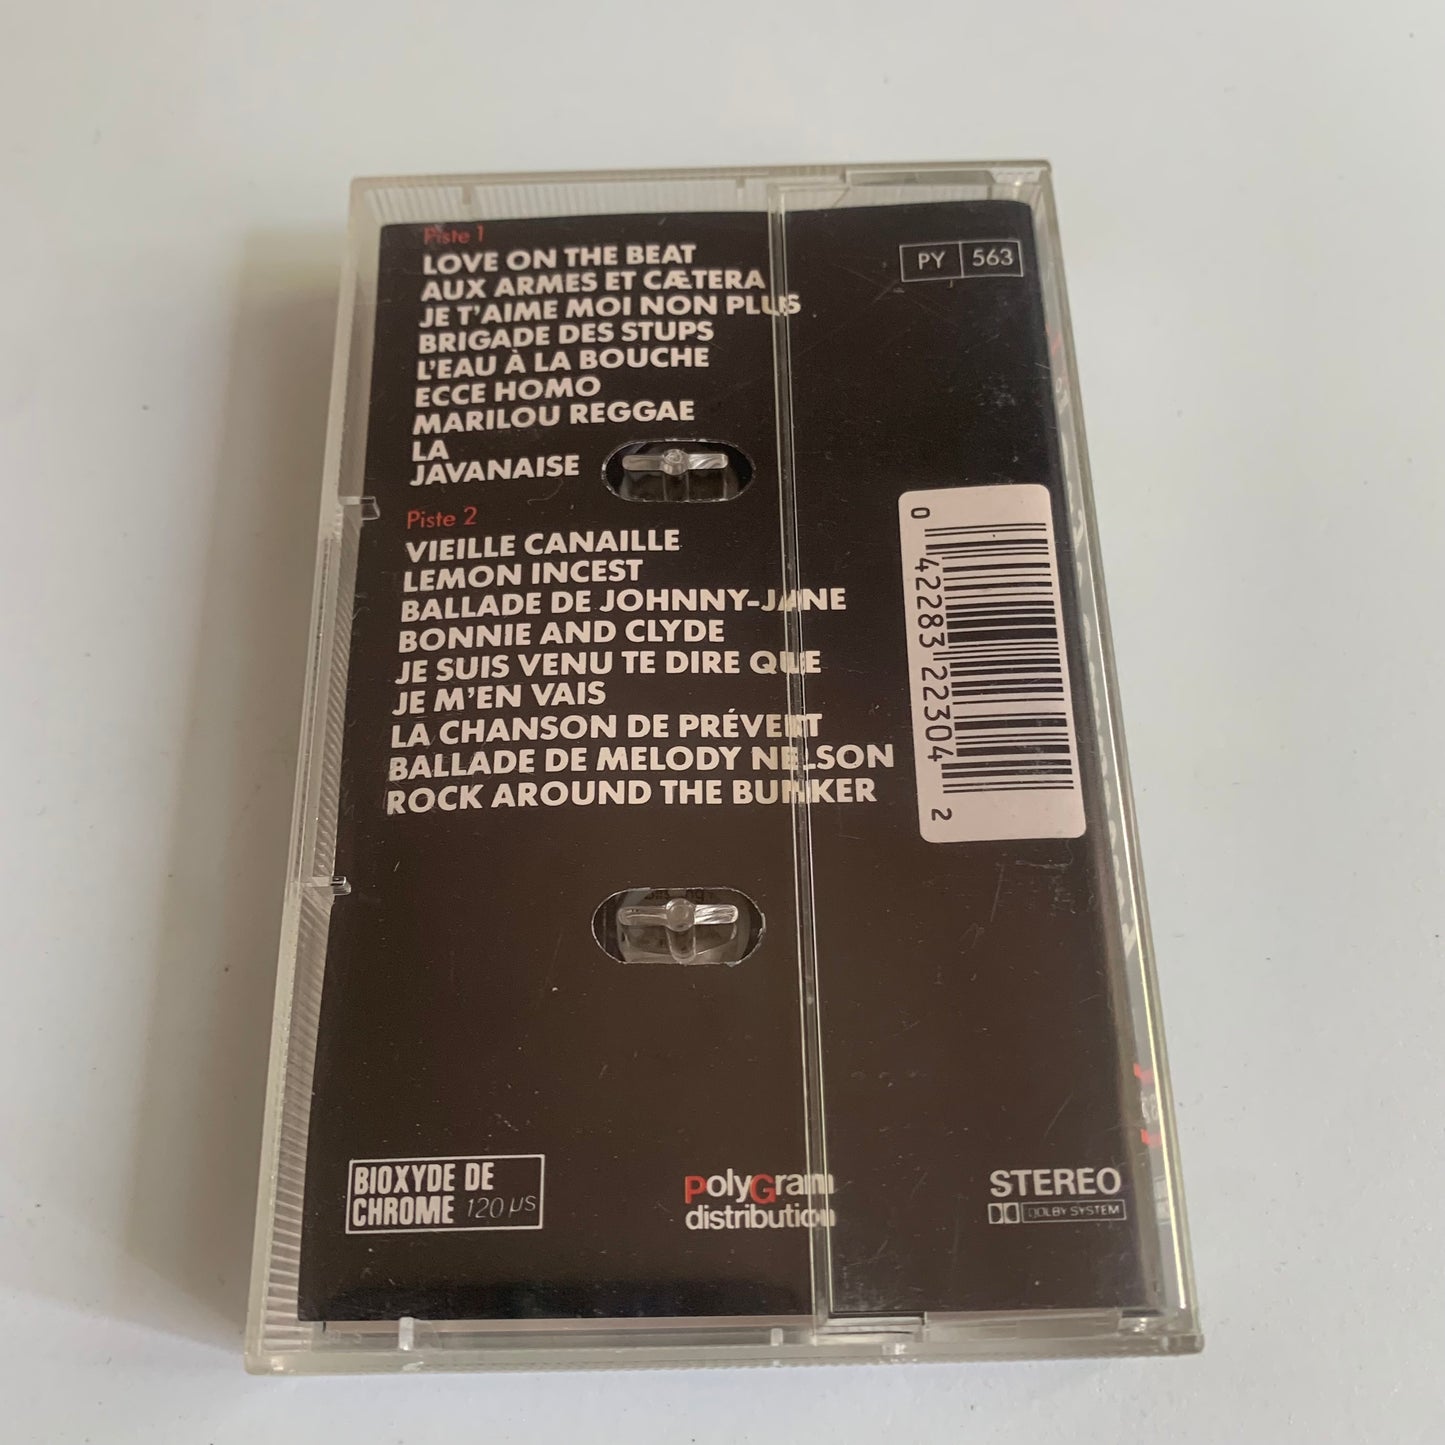 Piste 1
LOVE ON THE BEAT
AUX ARMES ET CÆTERA
JE T'AIME MOI NON PLUS
BRIGADE DES STUPS
L'EAU À LA BOUCHE
ECCE HOMO
MARILOU REGGAE
LA
JAVANAISE
Piste 2
VIEILLE CANAILLE
LEMON INCEST
BALLADE DE JOHNNY-JANE
BONNIE AND CLYDE
JE SUIS VENU TE DIRE QUE
JE M'EN VAIS
LA CHANSON DE PRÉVERT
BALLADE DE MELODY NELSON
ROCK AROUND THE BUNKER
PY 563
0 42283 22304 2
BIOXYDE DE
CHROME 120 µs
PolyGram
distribution
STEREO
DOLBY SYSTEM